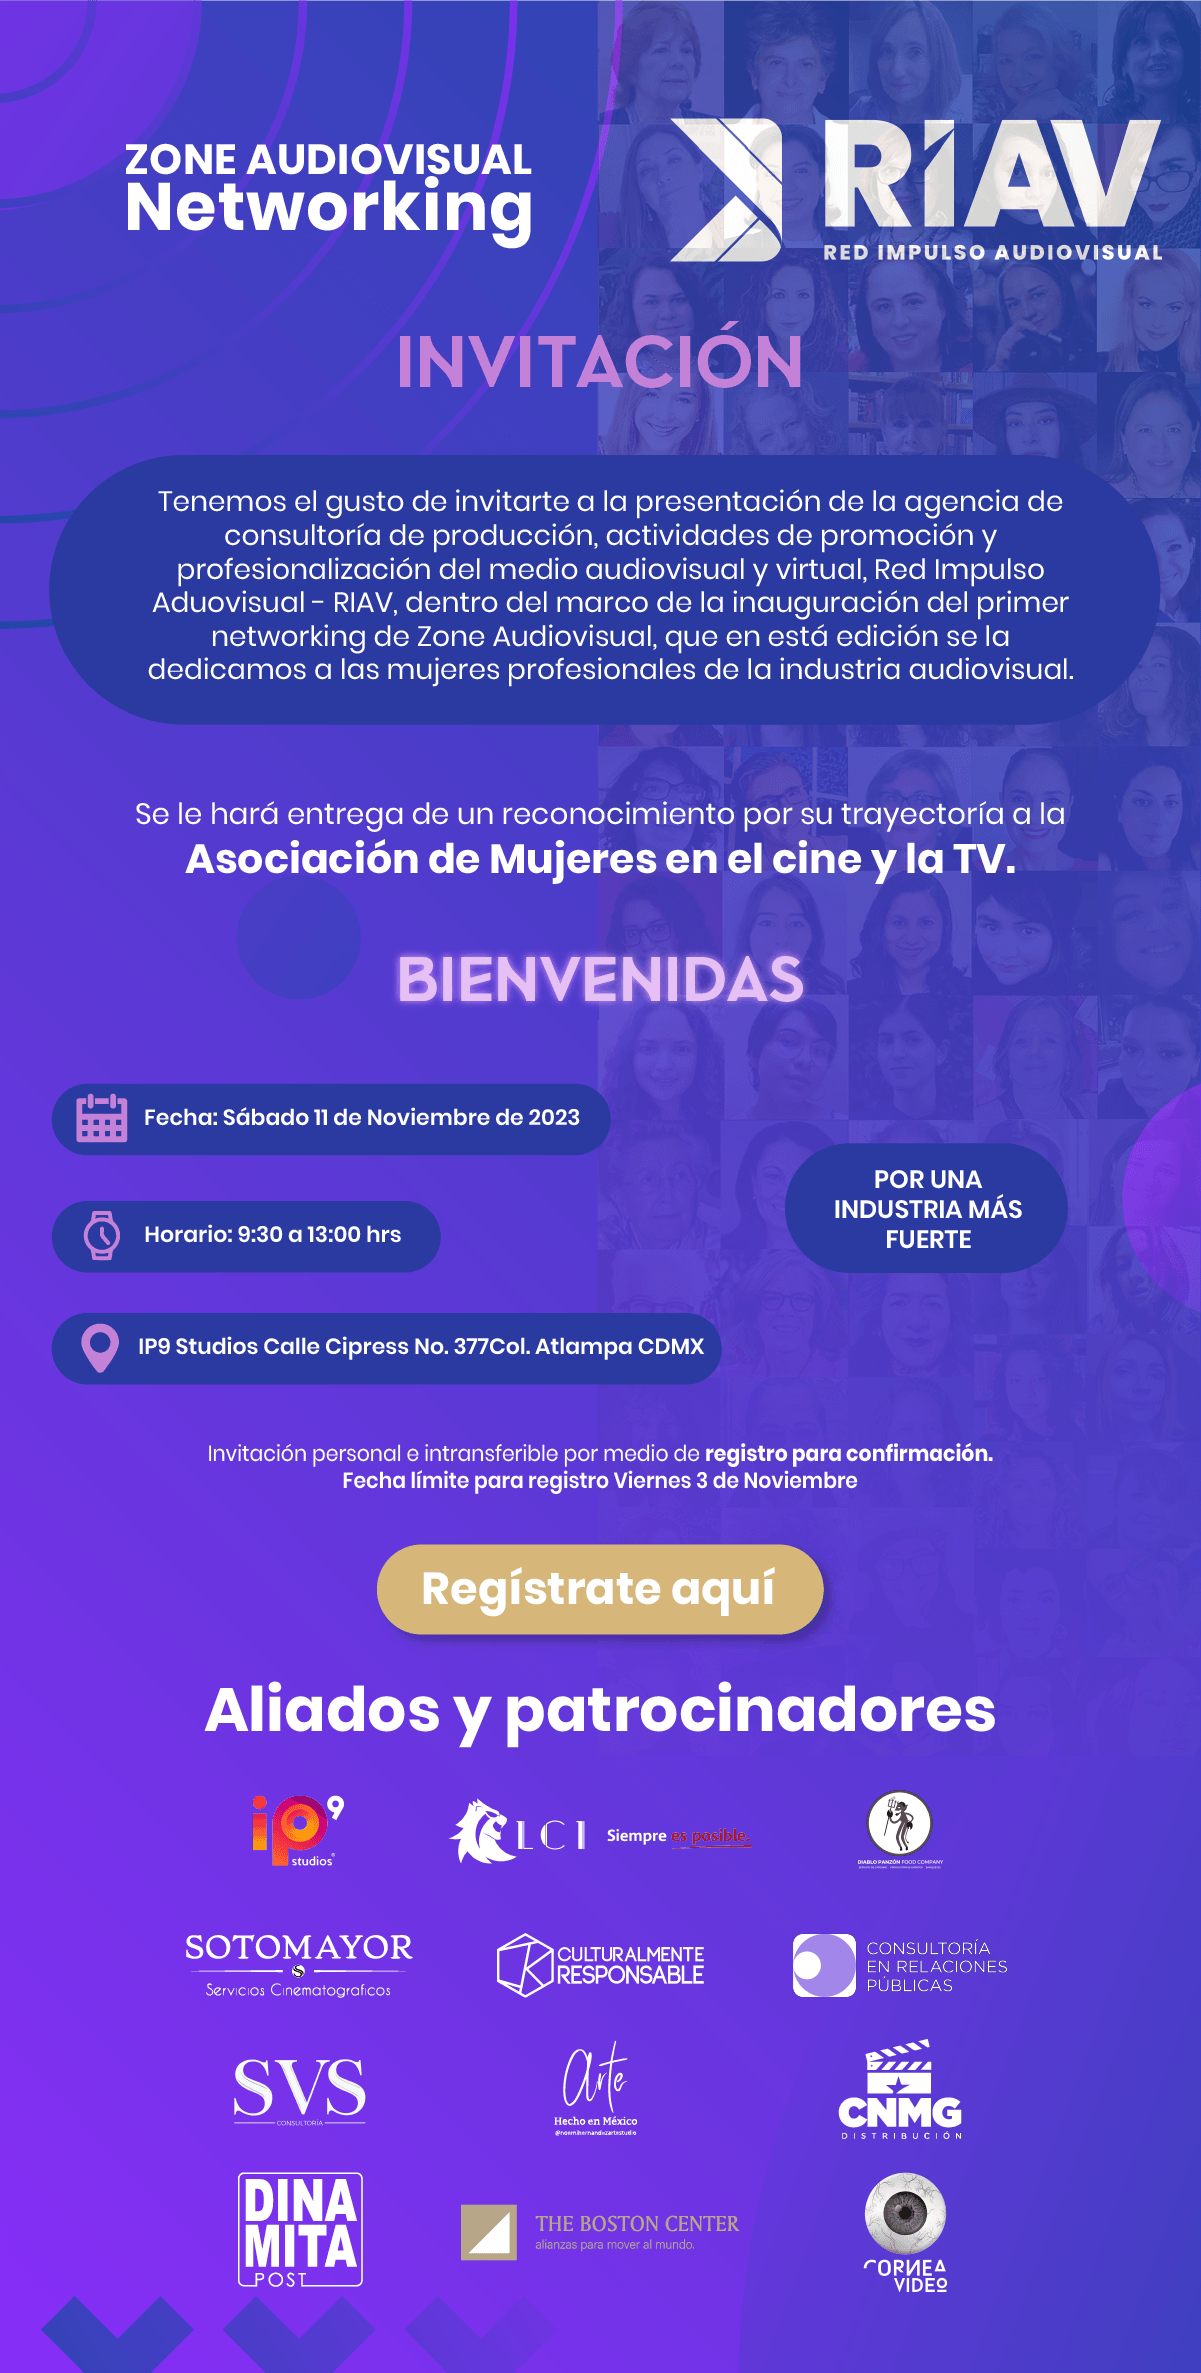 ZONE AUDIOVISUAL
Networking
RIAV
RED IMPULSO AUDIOVISUAL
INVITACIÓN
Tenemos el gusto de invitarte a la presentación de la agencia de
consultoría de producción, actividades de promoción y
profesionalización del medio audiovisual y virtual, Red Impulso
Aduovisual - RIAV, dentro del marco de la inauguración del primer
networking de Zone Audiovisual, que en está edición se la
dedicamos a las mujeres profesionales de la industria audiovisual.
Se le hará entrega de un reconocimiento por su trayectoría a la
Asociación de Mujeres en el cine y la TV.
BIENVENIDAS
Fecha: Sábado 11 de Noviembre de 2023
Horario: 9:30 a 13:00 hrs
IP9 Studios Calle Cipress No. 377Col. Atlampa CDMX
POR UNA
INDUSTRIA MÁS
FUERTE
Invitación personal e intransferible por medio de registro para confirmación.
Fecha límite para registro Viernes 3 de Noviembre
Regístrate aquí
Aliados y patrocinadores
ip9
studios
LCI Siempre es posible.
DIABLO PANZÓN FOOD COMPANY
SOTOMAYOR
S
Servicios Cinematograficos
CULTURALMENTE
RESPONSABLE
CONSULTORÍA
EN RELACIONES
PÚBLICAS
SVS
CONSULTORÍA
Arte
Hecho en México
@noemihernandezartestudio
CNMG
DISTRIBUCIÓN
DINA
MITA
POST
THE BOSTON CENTER
alianzas para mover al mundo.
CORNEA
VIDEO